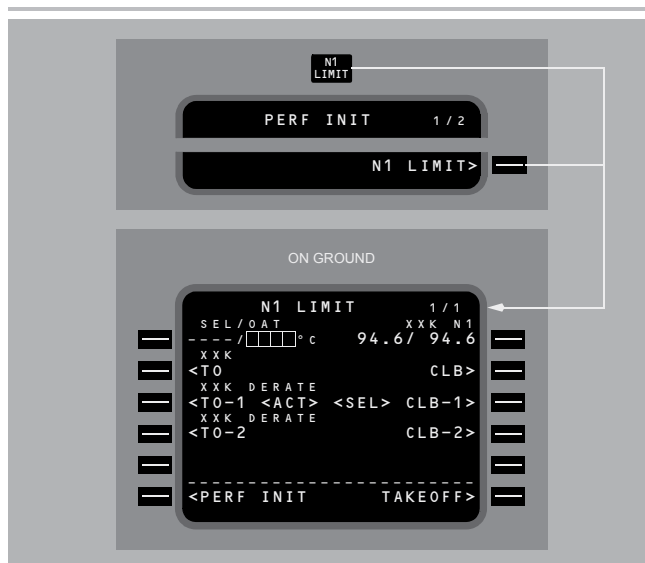 N1
LIMIT
PERF INIT 1/2
N1 LIMIT>
ON GROUND
N1 LIMIT 1/1
SEL/OAT XXK N1
----/□□□□°C 94.6/ 94.6
XXK
<TO CLB>
XXK DERATE
<TO-1 <ACT> <SEL> CLB-1>
XXK DERATE
<TO-2 CLB-2>
------------------------
<PERF INIT TAKEOFF>